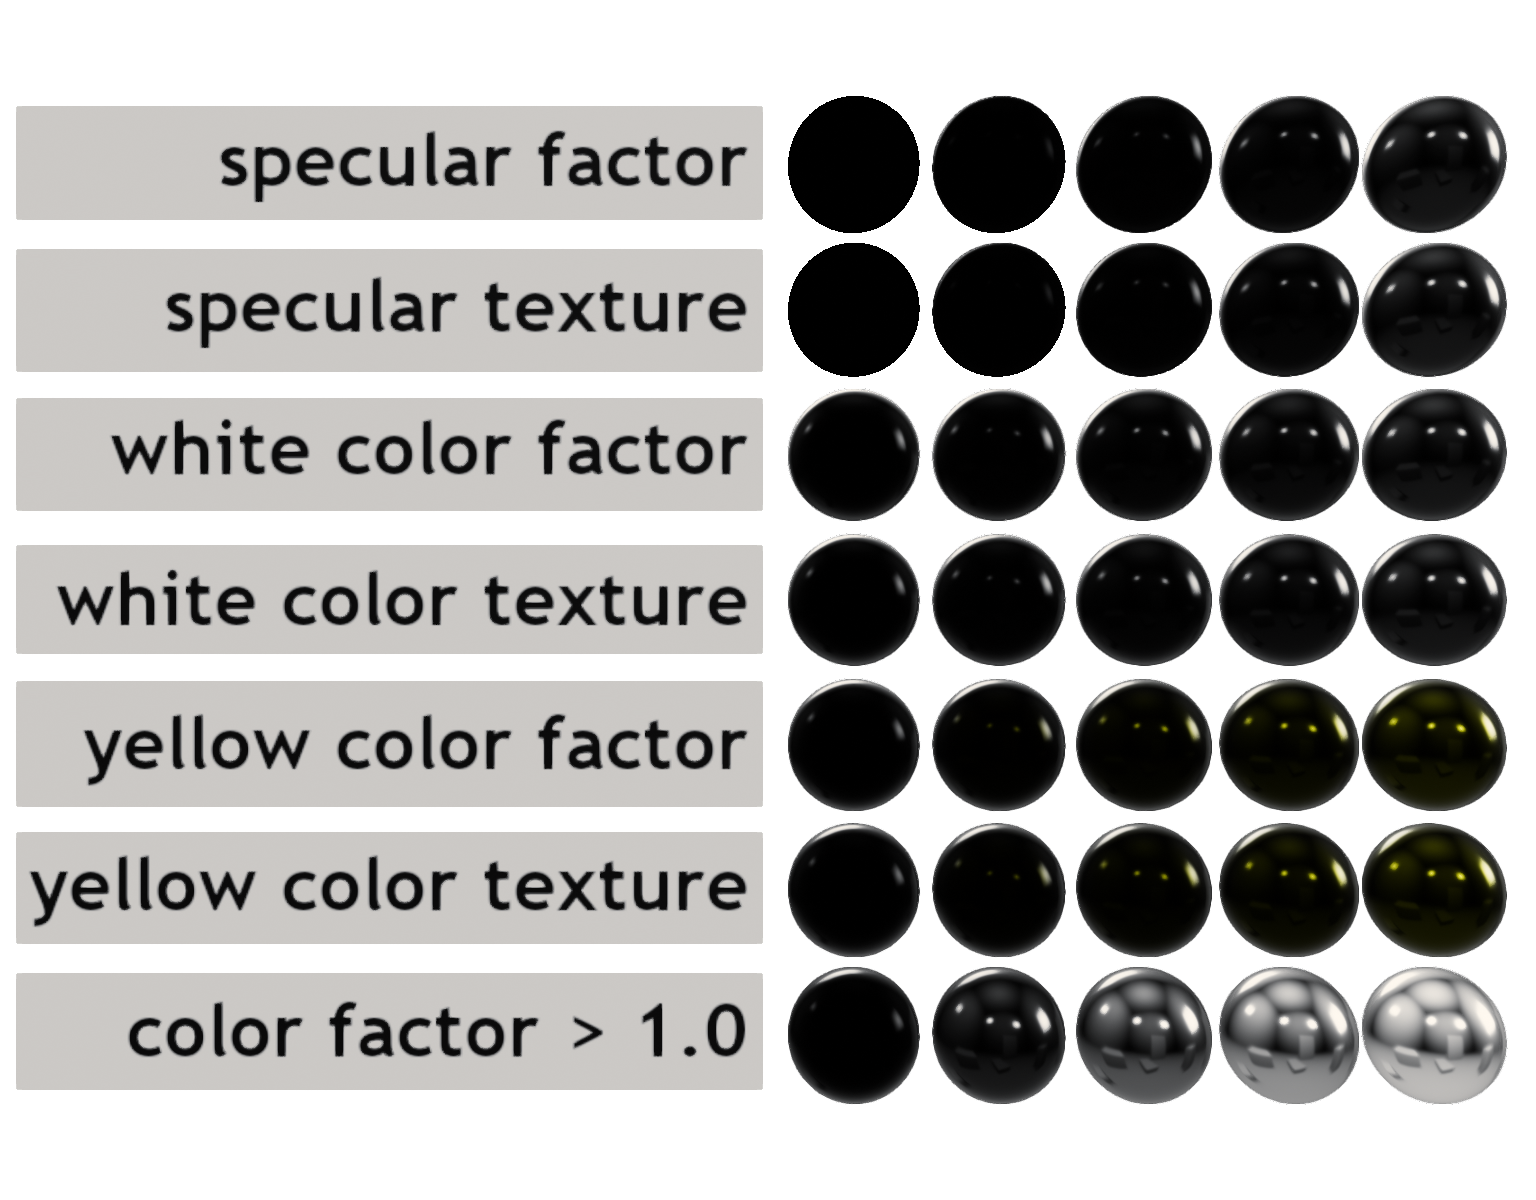 specular factor
specular texture
white color factor
white color texture
yellow color factor
yellow color texture
color factor > 1.0